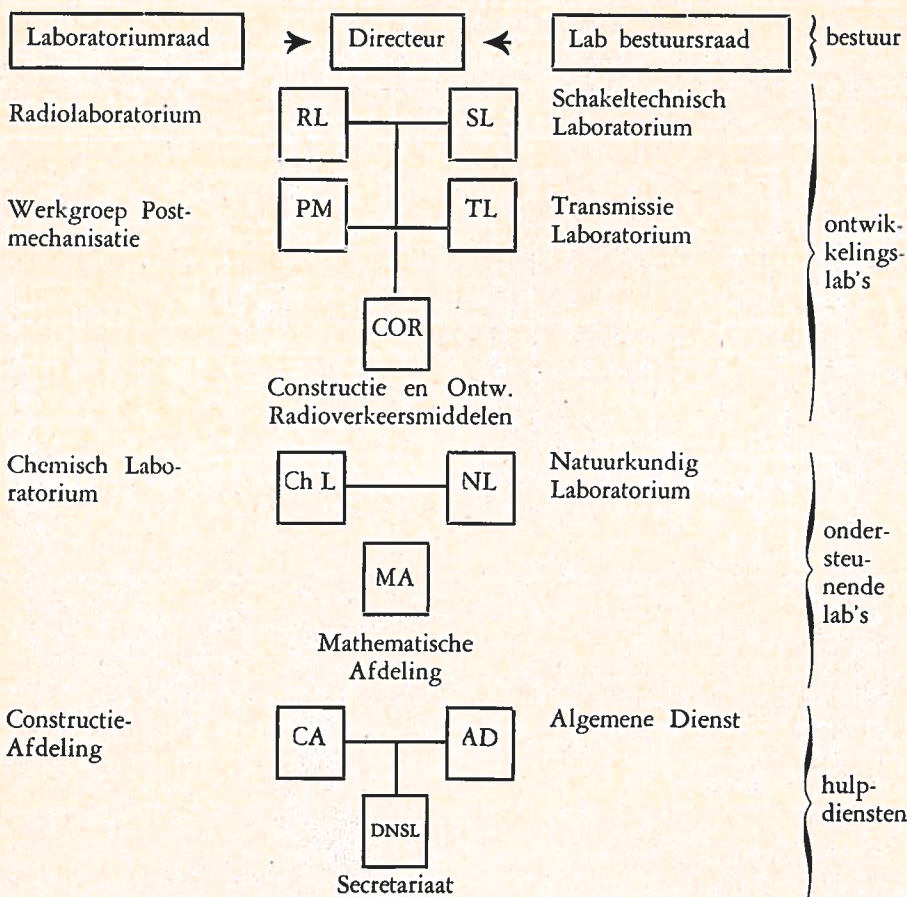 Laboratoriumraad
Directeur
Lab bestuursraad
bestuur
Radiolaboratorium
RL
SL
Schakeltechnisch
Laboratorium
Werkgroep Post-
mechanisatie
PM
TL
Transmissie
Laboratorium
ontwik-
kelings-
lab's
COR
Constructie en Ontw.
Radioverkeersmiddelen
Chemisch Labo-
ratorium
Ch L
NL
Natuurkundig
Laboratorium
MA
Mathematische
Afdeling
onder-
steu-
nende
lab's
Constructie-
Afdeling
CA
AD
Algemene Dienst
DNSL
Secretariaat
hulp-
diensten